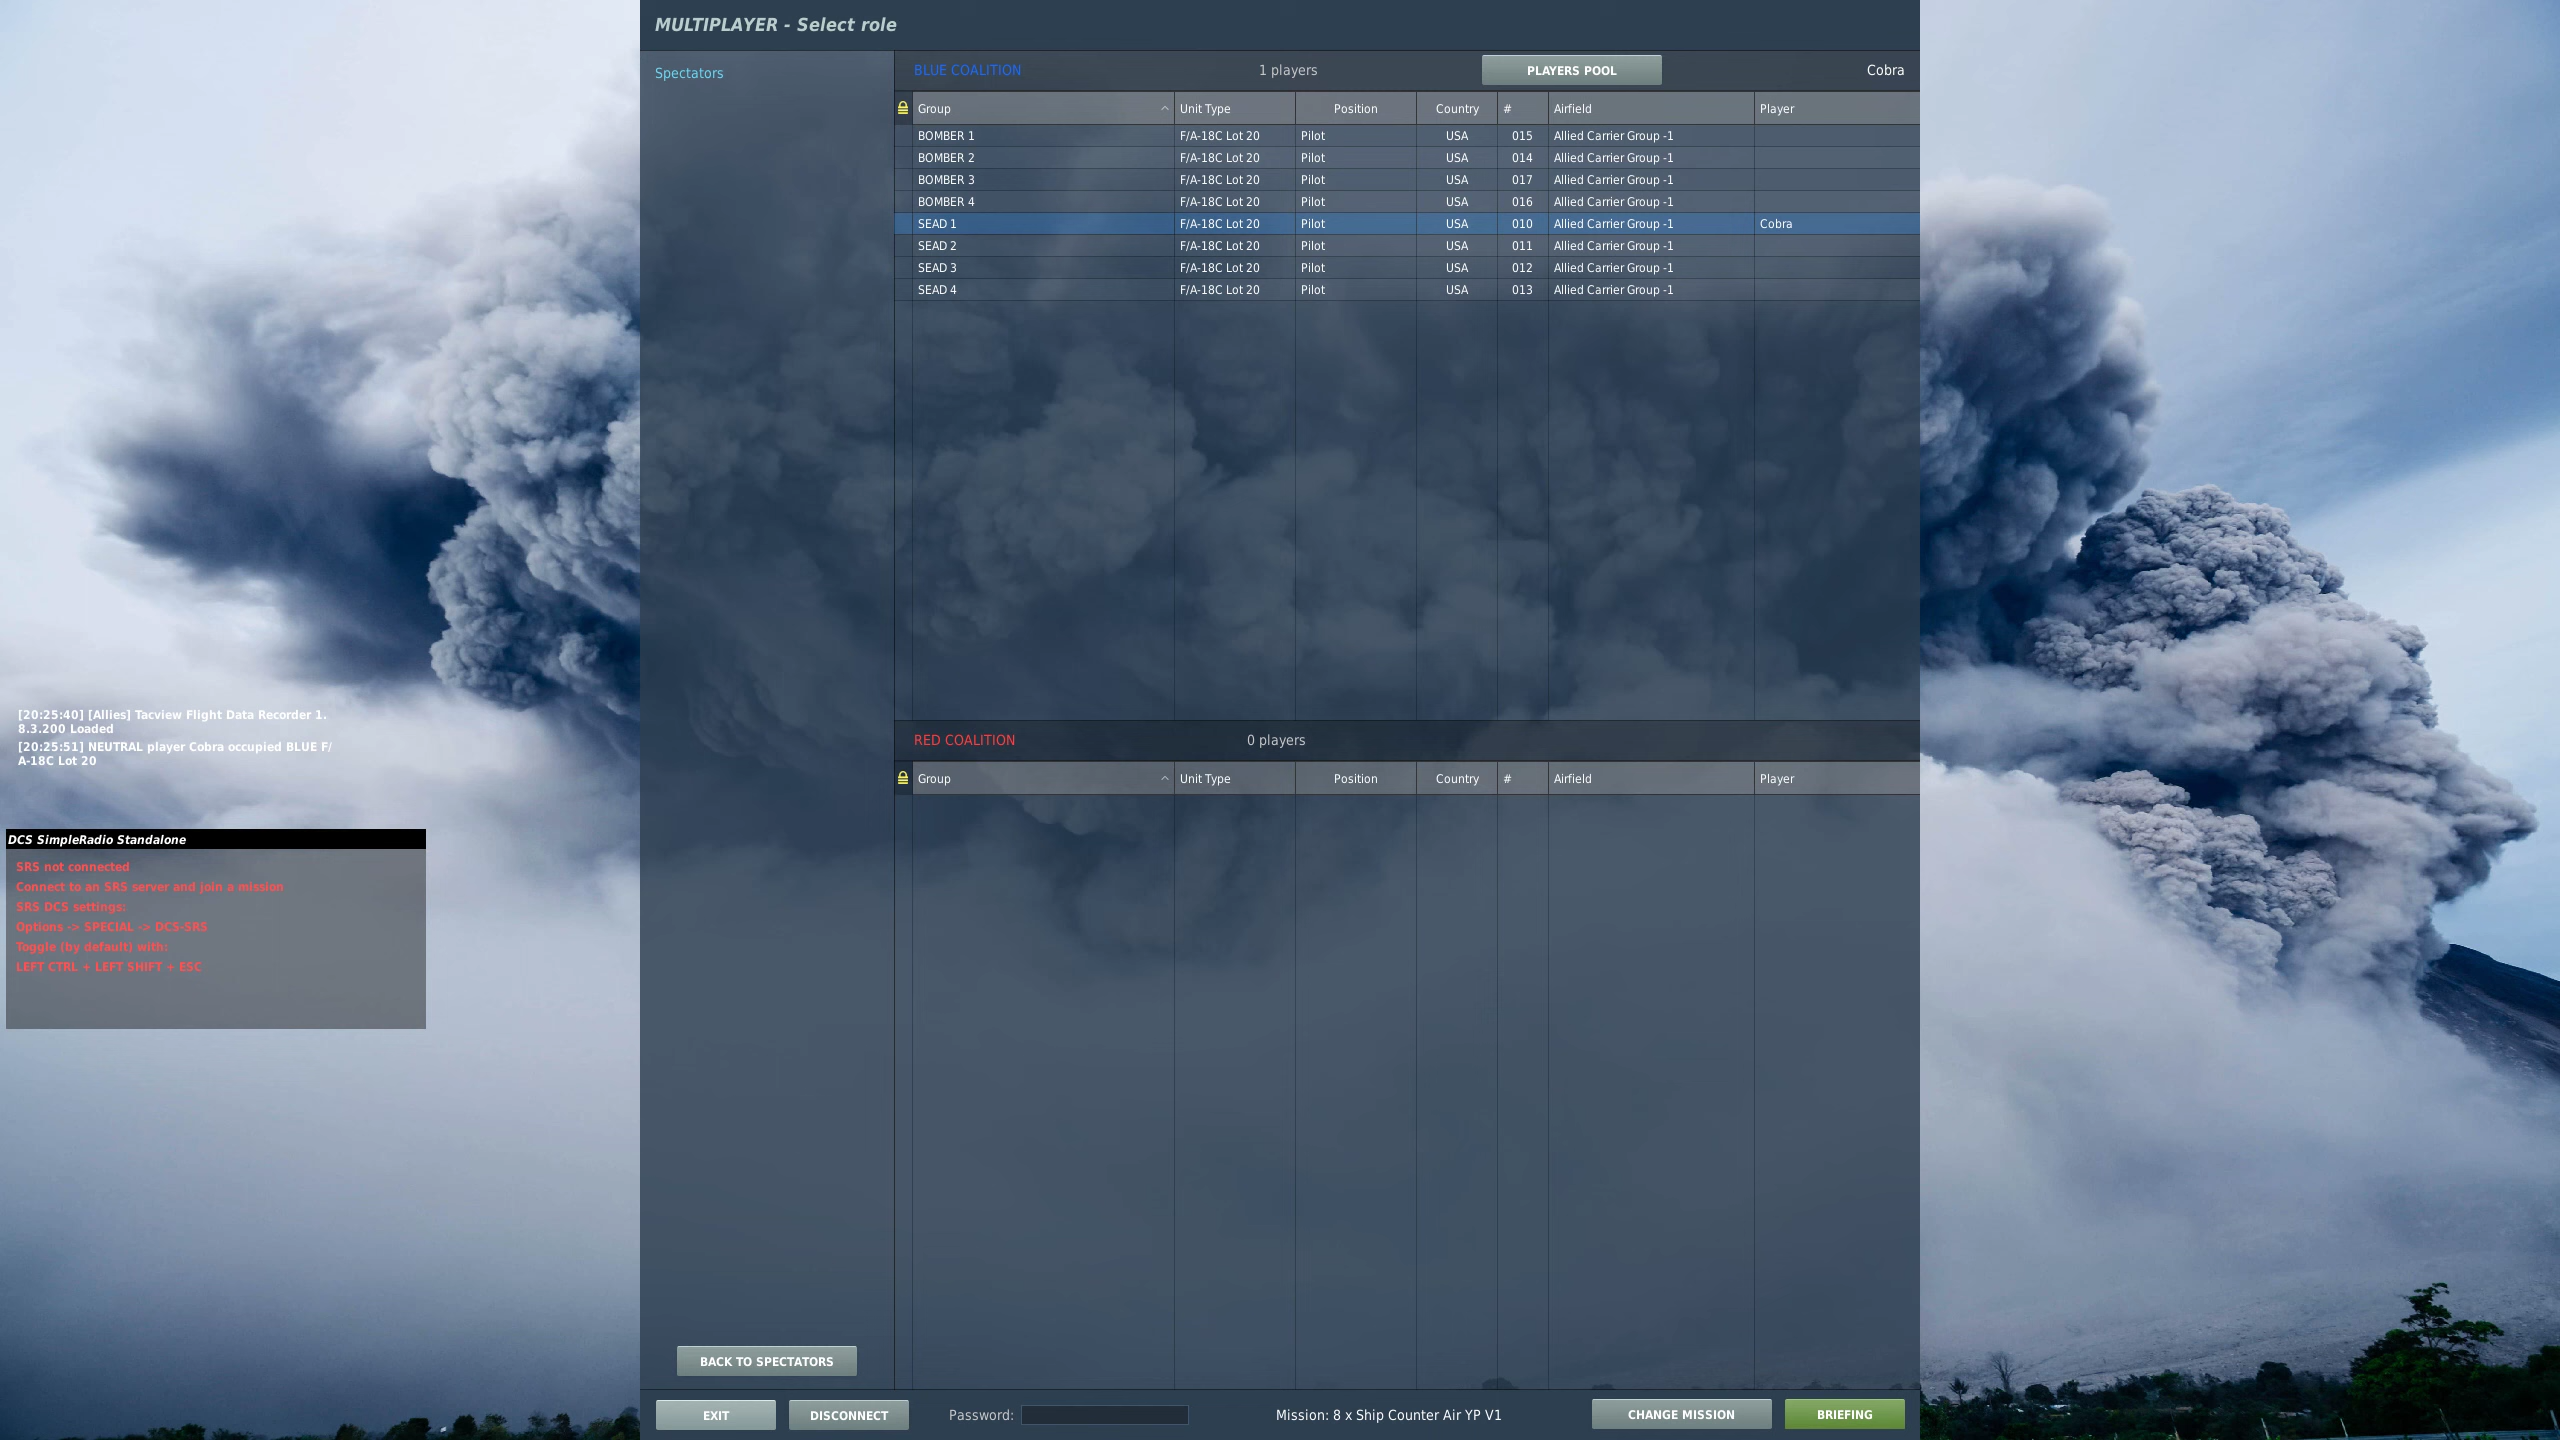 MULTIPLAYER - Select role
Spectators
BLUE COALITION 1 players PLAYERS POOL Cobra
Group Unit Type Position Country # Airfield Player
BOMBER 1 F/A-18C Lot 20 Pilot USA 015 Allied Carrier Group -1
BOMBER 2 F/A-18C Lot 20 Pilot USA 014 Allied Carrier Group -1
BOMBER 3 F/A-18C Lot 20 Pilot USA 017 Allied Carrier Group -1
BOMBER 4 F/A-18C Lot 20 Pilot USA 016 Allied Carrier Group -1
SEAD 1 F/A-18C Lot 20 Pilot USA 010 Allied Carrier Group -1 Cobra
SEAD 2 F/A-18C Lot 20 Pilot USA 011 Allied Carrier Group -1
SEAD 3 F/A-18C Lot 20 Pilot USA 012 Allied Carrier Group -1
SEAD 4 F/A-18C Lot 20 Pilot USA 013 Allied Carrier Group -1
[20:25:40] [Allies] Tacview Flight Data Recorder 1.
8.3.200 Loaded
[20:25:51] NEUTRAL player Cobra occupied BLUE F/
A-18C Lot 20
RED COALITION 0 players
Group Unit Type Position Country # Airfield Player
DCS SimpleRadio Standalone
SRS not connected
Connect to an SRS server and join a mission
SRS DCS settings:
Options -> SPECIAL -> DCS-SRS
Toggle (by default) with:
LEFT CTRL + LEFT SHIFT + ESC
BACK TO SPECTATORS
EXIT DISCONNECT Password: Mission: 8 x Ship Counter Air YP V1 CHANGE MISSION BRIEFING